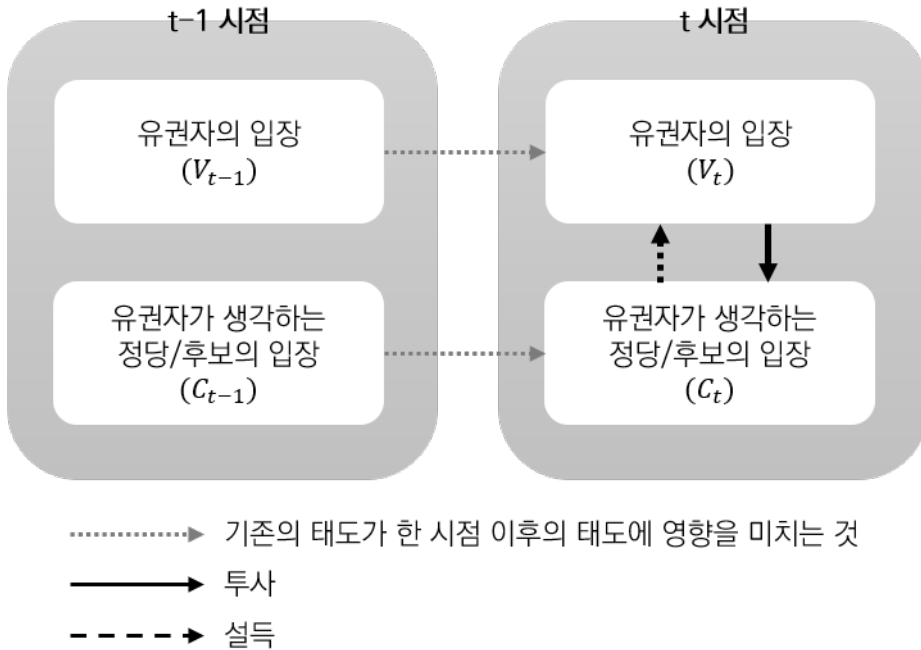 t−1 시점
t 시점
유권자의 입장
(V_{t−1})
유권자의 입장
(V_t)
유권자가 생각하는
정당/후보의 입장
(C_{t−1})
유권자가 생각하는
정당/후보의 입장
(C_t)
기존의 태도가 한 시점 이후의 태도에 영향을 미치는 것
투사
설득